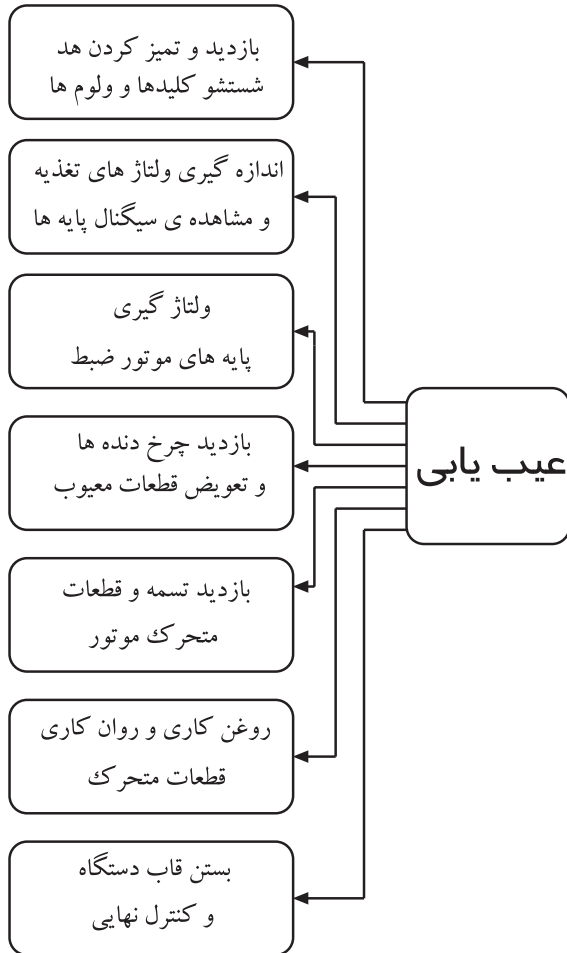 عیب یابی
بازدید و تمیز کردن هد
شستشو کلیدها و ولوم ها
اندازه گیری ولتاژ های تغذیه
و مشاهده ی سیگنال پایه ها
ولتاژ گیری
پایه های موتور ضبط
بازدید چرخ دنده ها
و تعویض قطعات معیوب
بازدید تسمه و قطعات
متحرک موتور
روغن کاری و روان کاری
قطعات متحرک
بستن قاب دستگاه
و کنترل نهایی